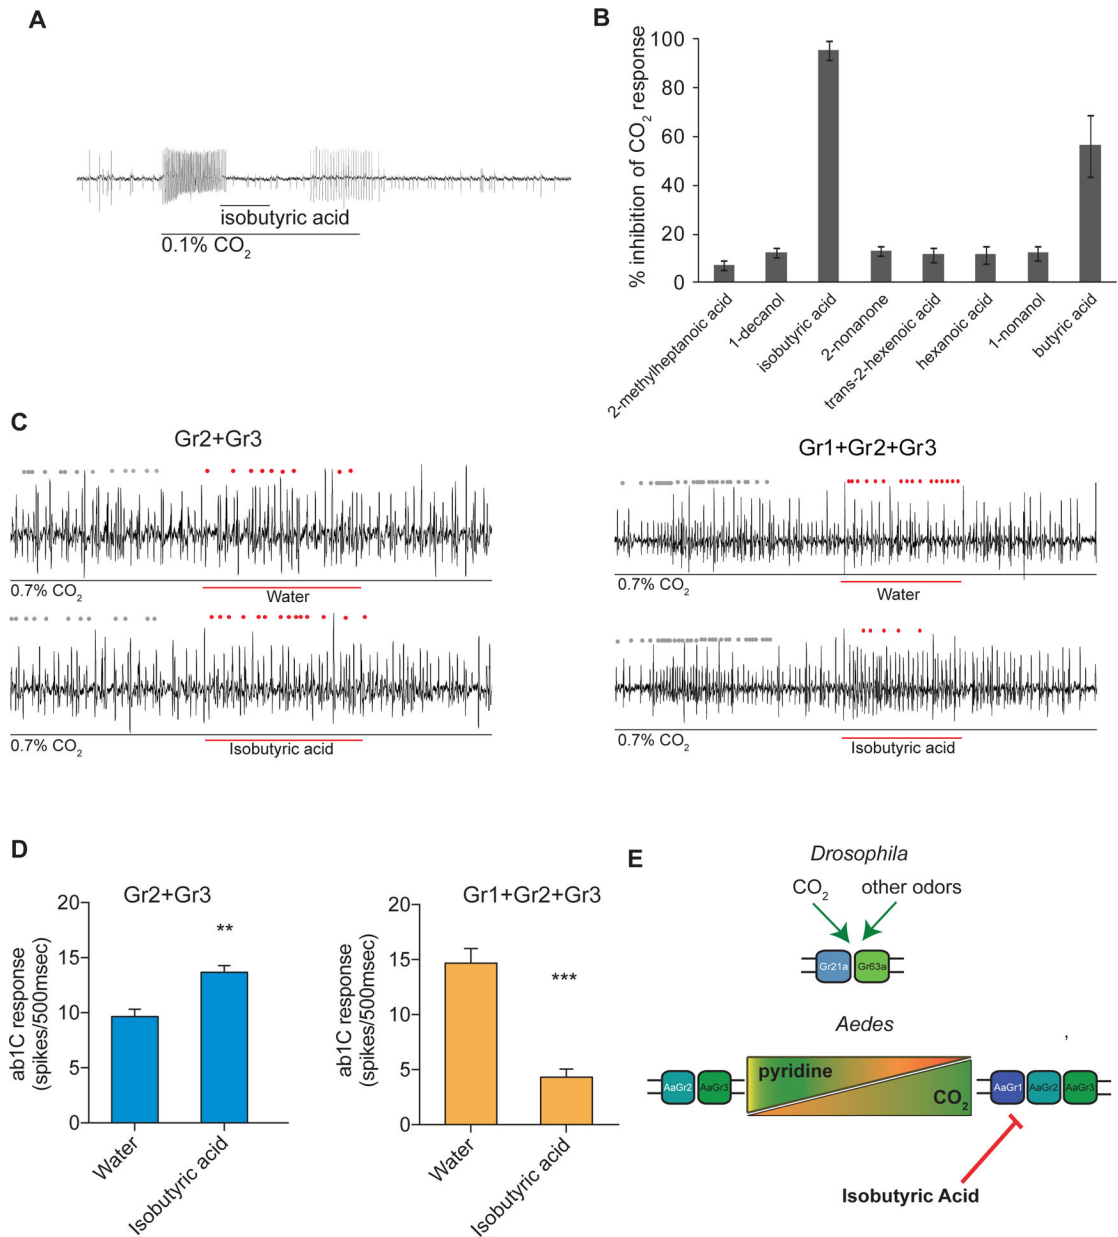 A
isobutyric acid
0.1% CO2
B
% inhibition of CO2 response
100
80
60
40
20
0
2-methylheptanoic acid
1-decanol
isobutyric acid
2-nonanone
trans-2-hexenoic acid
hexanoic acid
1-nonanol
butyric acid
C
Gr2+Gr3
0.7% CO2
Water
0.7% CO2
Isobutyric acid
Gr1+Gr2+Gr3
0.7% CO2
Water
0.7% CO2
Isobutyric acid
D
Gr2+Gr3
ab1C response
(spikes/500msec)
20
15
10
5
0
**
Water
Isobutyric acid
Gr1+Gr2+Gr3
ab1C response
(spikes/500msec)
20
15
10
5
0
***
Water
Isobutyric acid
E
Drosophila
CO2 other odors
Gr21a Gr63a
Aedes
,
AaGr2 AaGr3 pyridine CO2 AaGr1 AaGr2 AaGr3
Isobutyric Acid